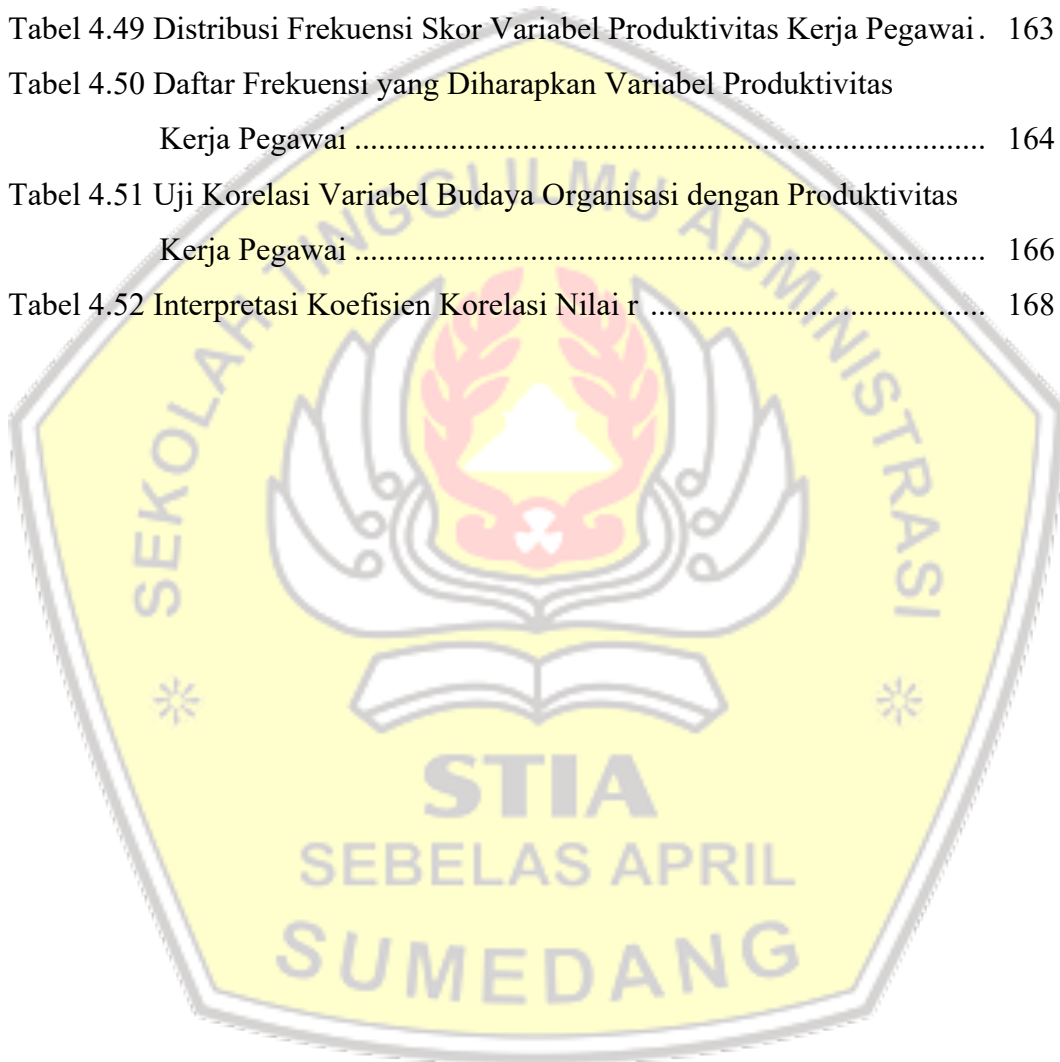 Tabel 4.49 Distribusi Frekuensi Skor Variabel Produktivitas Kerja Pegawai . 163
Tabel 4.50 Daftar Frekuensi yang Diharapkan Variabel Produktivitas
Kerja Pegawai ................................................................................ 164
Tabel 4.51 Uji Korelasi Variabel Budaya Organisasi dengan Produktivitas
Kerja Pegawai ................................................................................ 166
Tabel 4.52 Interpretasi Koefisien Korelasi Nilai r .......................................... 168
SEKOLAH TINGGI ILMU ADMINISTRASI
STIA
SEBELAS APRIL
SUMEDANG